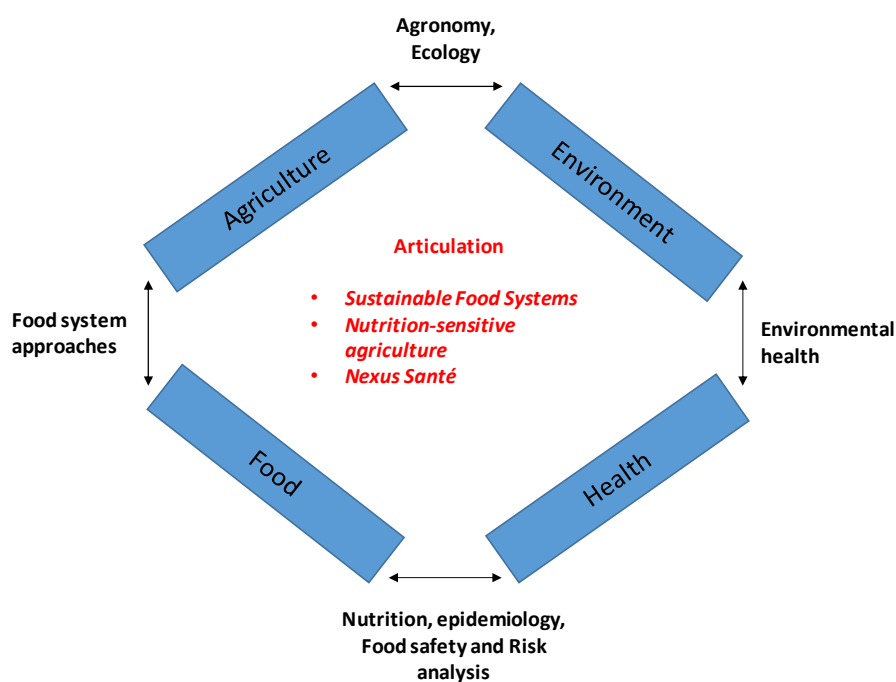 Agronomy,
Ecology
Agriculture
Environment
Articulation
• Sustainable Food Systems
• Nutrition-sensitive
agriculture
• Nexus Santé
Food system
approaches
Environmental
health
Food
Health
Nutrition, epidemiology,
Food safety and Risk
analysis